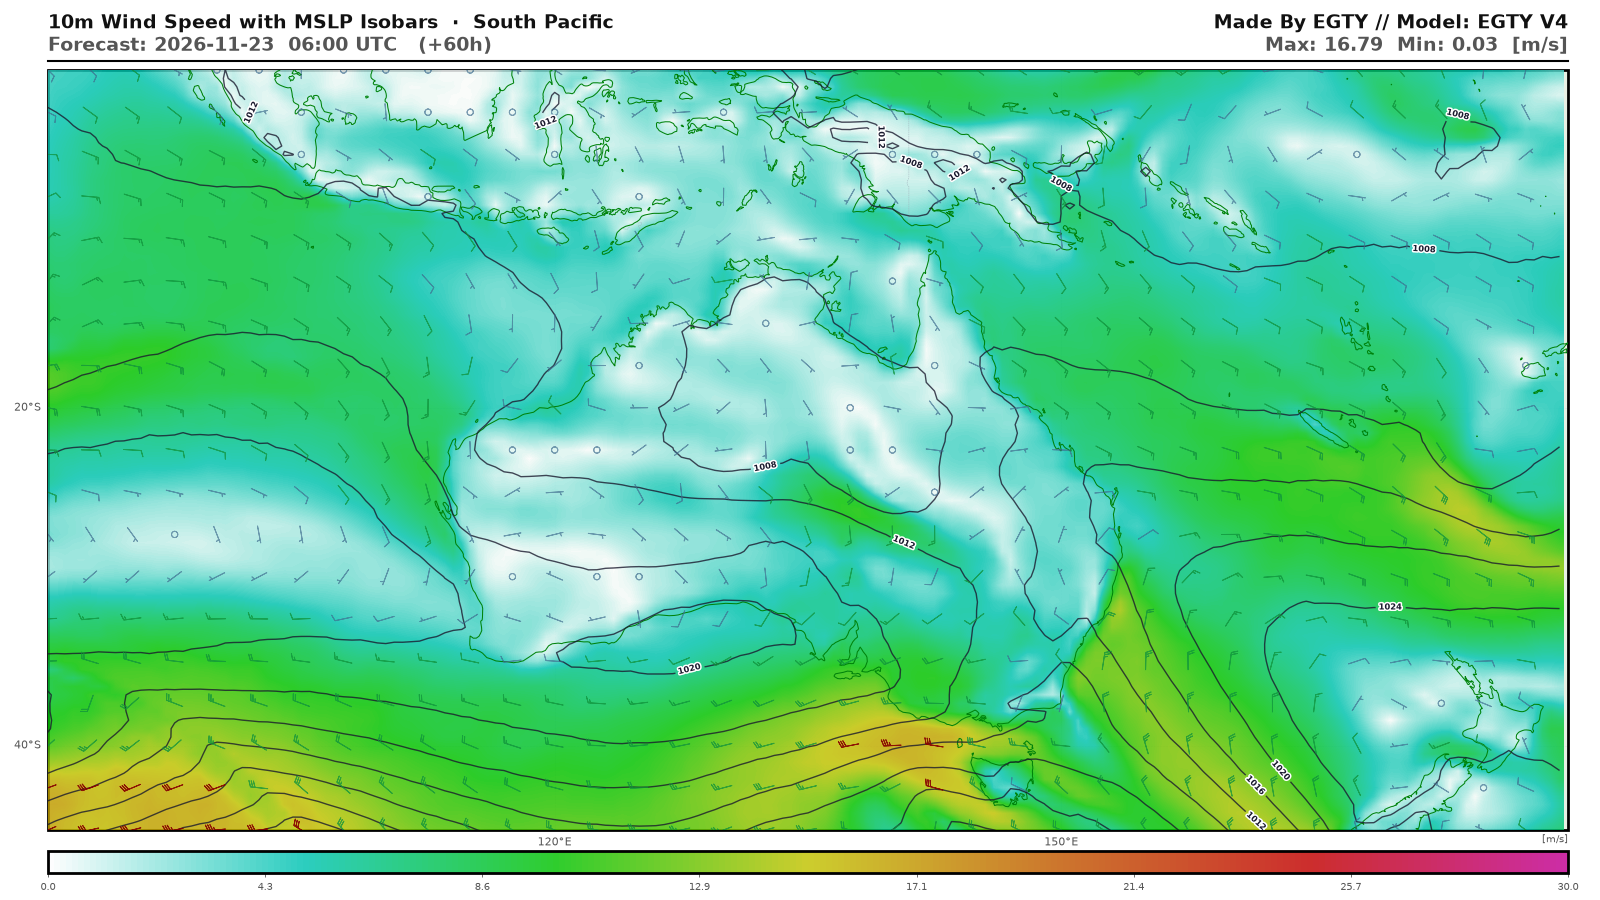 10m Wind Speed with MSLP Isobars · South Pacific
Made By EGTY // Model: EGTY V4
Forecast: 2026-11-23 06:00 UTC (+60h)
Max: 16.79 Min: 0.03 [m/s]
1012
1012
1012
1008
1012
1008
1008
1008
20°S
1008
1012
1024
1020
40°S
1020
1016
1012
120°E
150°E
[m/s]
0.0
4.3
8.6
12.9
17.1
21.4
25.7
30.0